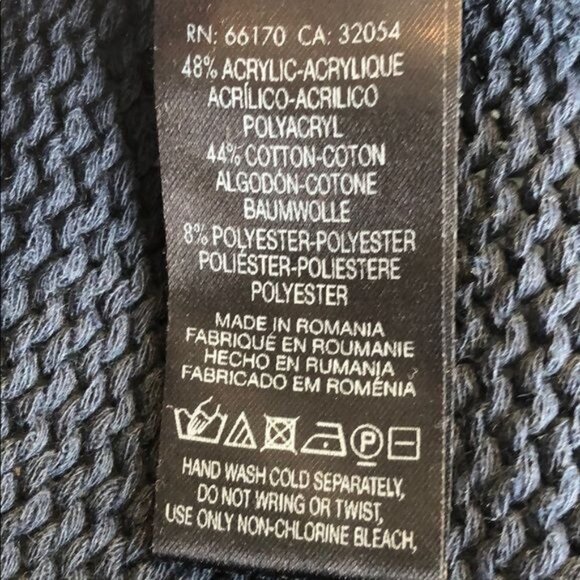 RN: 66170 CA: 32054
48% ACRYLIC-ACRYLIQUE
ACRÍLICO-ACRILICO
POLYACRYL
44% COTTON-COTON
ALGODÓN-COTONE
BAUMWOLLE
8% POLYESTER-POLYESTER
POLIÉSTER-POLIESTERE
POLYESTER
MADE IN ROMANIA
FABRIQUÉ EN ROUMANIE
HECHO EN RUMANIA
FABRICADO EM ROMÉNIA
P
HAND WASH COLD SEPARATELY,
DO NOT WRING OR TWIST,
USE ONLY NON-CHLORINE BLEACH,